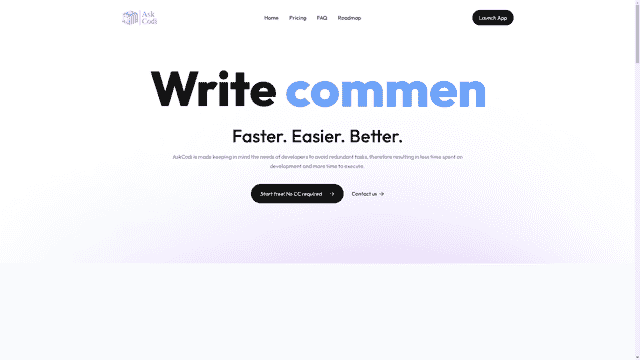 Ask
Codi
Home
Pricing
FAQ
Roadmap
Launch App
Write commen
Faster. Easier. Better.
AskCodi is made keeping in mind the needs of developers to avoid redundant tasks, therefore resulting in less time spent on
development and more time to execute.
Start free! No CC required →
Contact us →